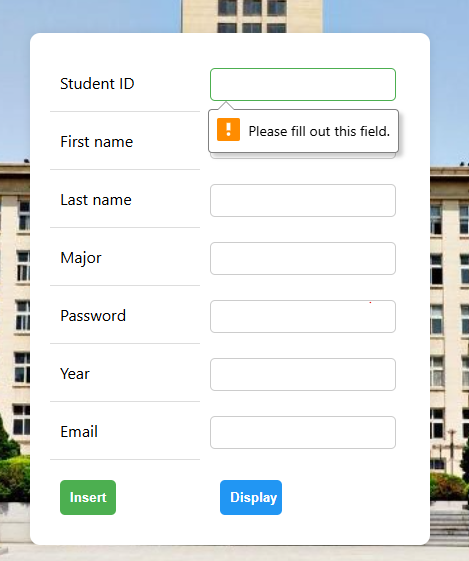 Student ID
Please fill out this field.
First name
Last name
Major
Password
Year
Email
Insert Display